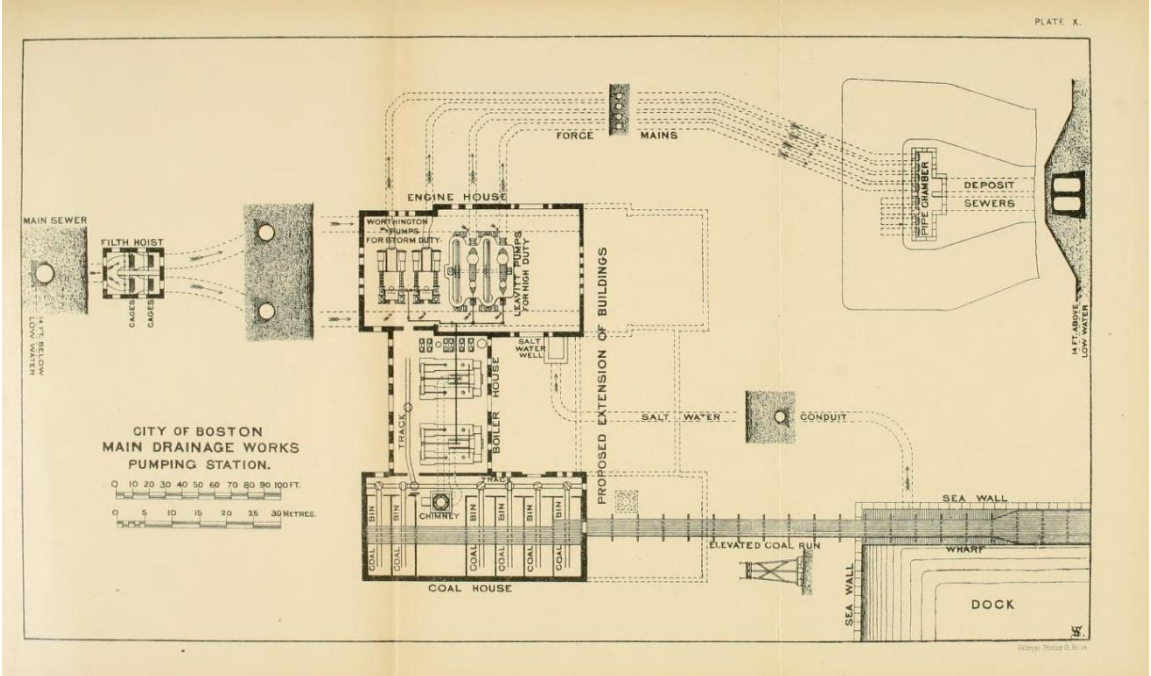 PLATE X.
FORCE MAINS
ENGINE HOUSE
MAIN SEWER
FILTH HOIST
CAGES
CAGES
14 FT. BELOW
LOW WATER
WORTHINGTON
PUMPS
FOR STORM DUTY
LEAVITT PUMPS
FOR HIGH DUTY
PIPE CHAMBER
DEPOSIT
SEWERS
14 FT. ABOVE
LOW WATER
SALT
WATER
WELL
BOILER HOUSE
TRACK
PROPOSED EXTENSION OF BUILDINGS
SALT WATER CONDUIT
CITY OF BOSTON
MAIN DRAINAGE WORKS
PUMPING STATION.
0 10 20 30 40 50 60 70 80 90 100 FT.
0 5 10 15 20 25 30 METRES.
TRACK
CHIMNEY
COAL BIN
COAL BIN
COAL BIN
COAL BIN
COAL BIN
COAL BIN
COAL HOUSE
ELEVATED COAL RUN
SEA WALL
WHARF
SEA WALL
DOCK